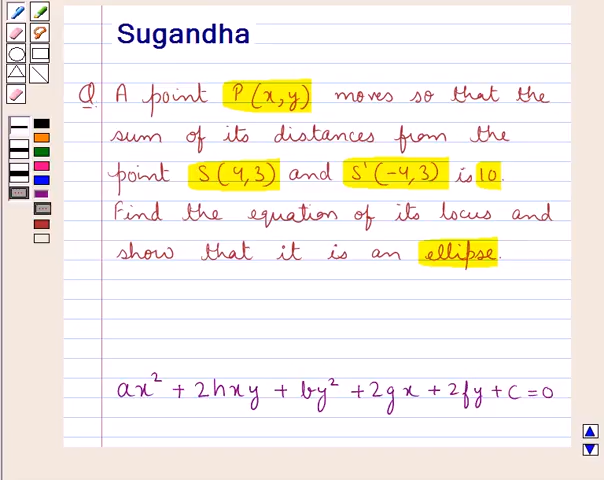 Sugandha
Q. A point P(x,y) moves so that the
sum of its distances from the
point S(4,3) and S'(-4,3) is 10.
Find the equation of its locus and
show that it is an ellipse.
ax² + 2hxy + by² + 2gx + 2fy + c = 0